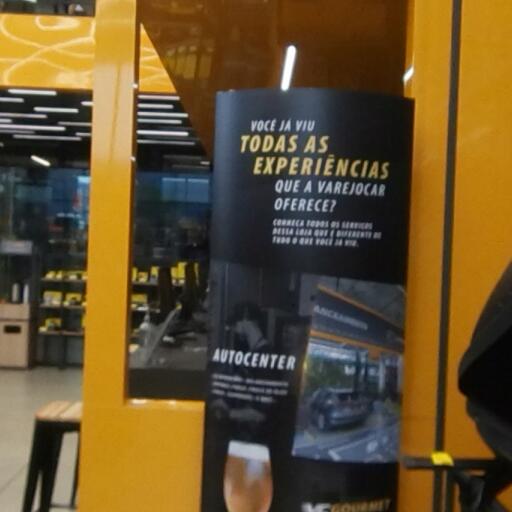 VOCÊ JÁ VIU
TODAS AS
EXPERIÊNCIAS
QUE A VAREJOCAR
OFERECE?
CONHEÇA TODOS OS SERVIÇOS
DESSA LOJA QUE É DIFERENTE DE
TUDO O QUE VOCÊ JÁ VIU.
AUTOCENTER
GOURMET